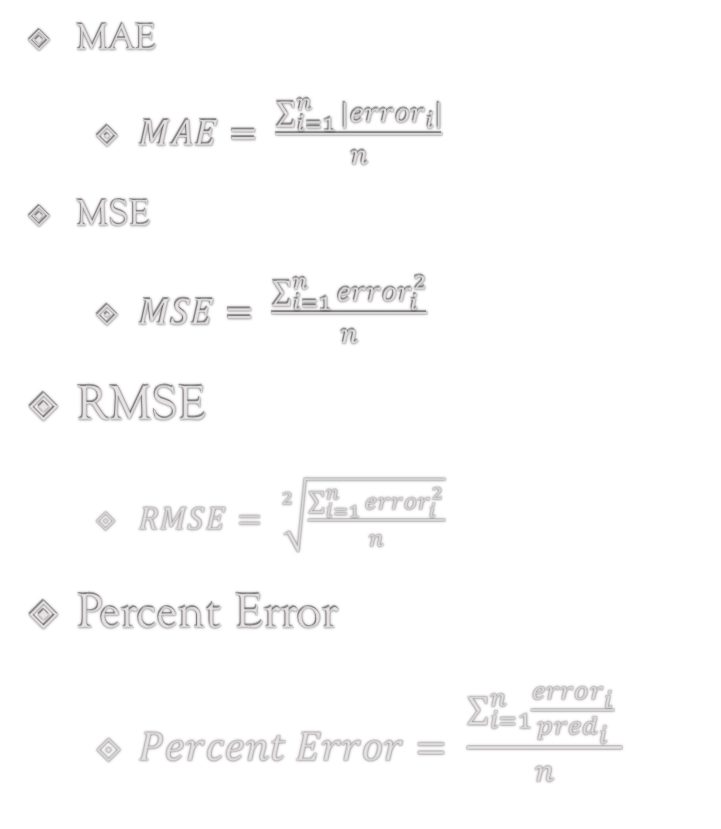 MAE
MAE = \frac{\sum_{i=1}^{n} |error_i|}{n}
MSE
MSE = \frac{\sum_{i=1}^{n} error_i^2}{n}
RMSE
RMSE = \sqrt[2]{\frac{\sum_{i=1}^{n} error_i^2}{n}}
Percent Error
Percent Error = \frac{\sum_{i=1}^{n} \frac{error_i}{pred_i}}{n}